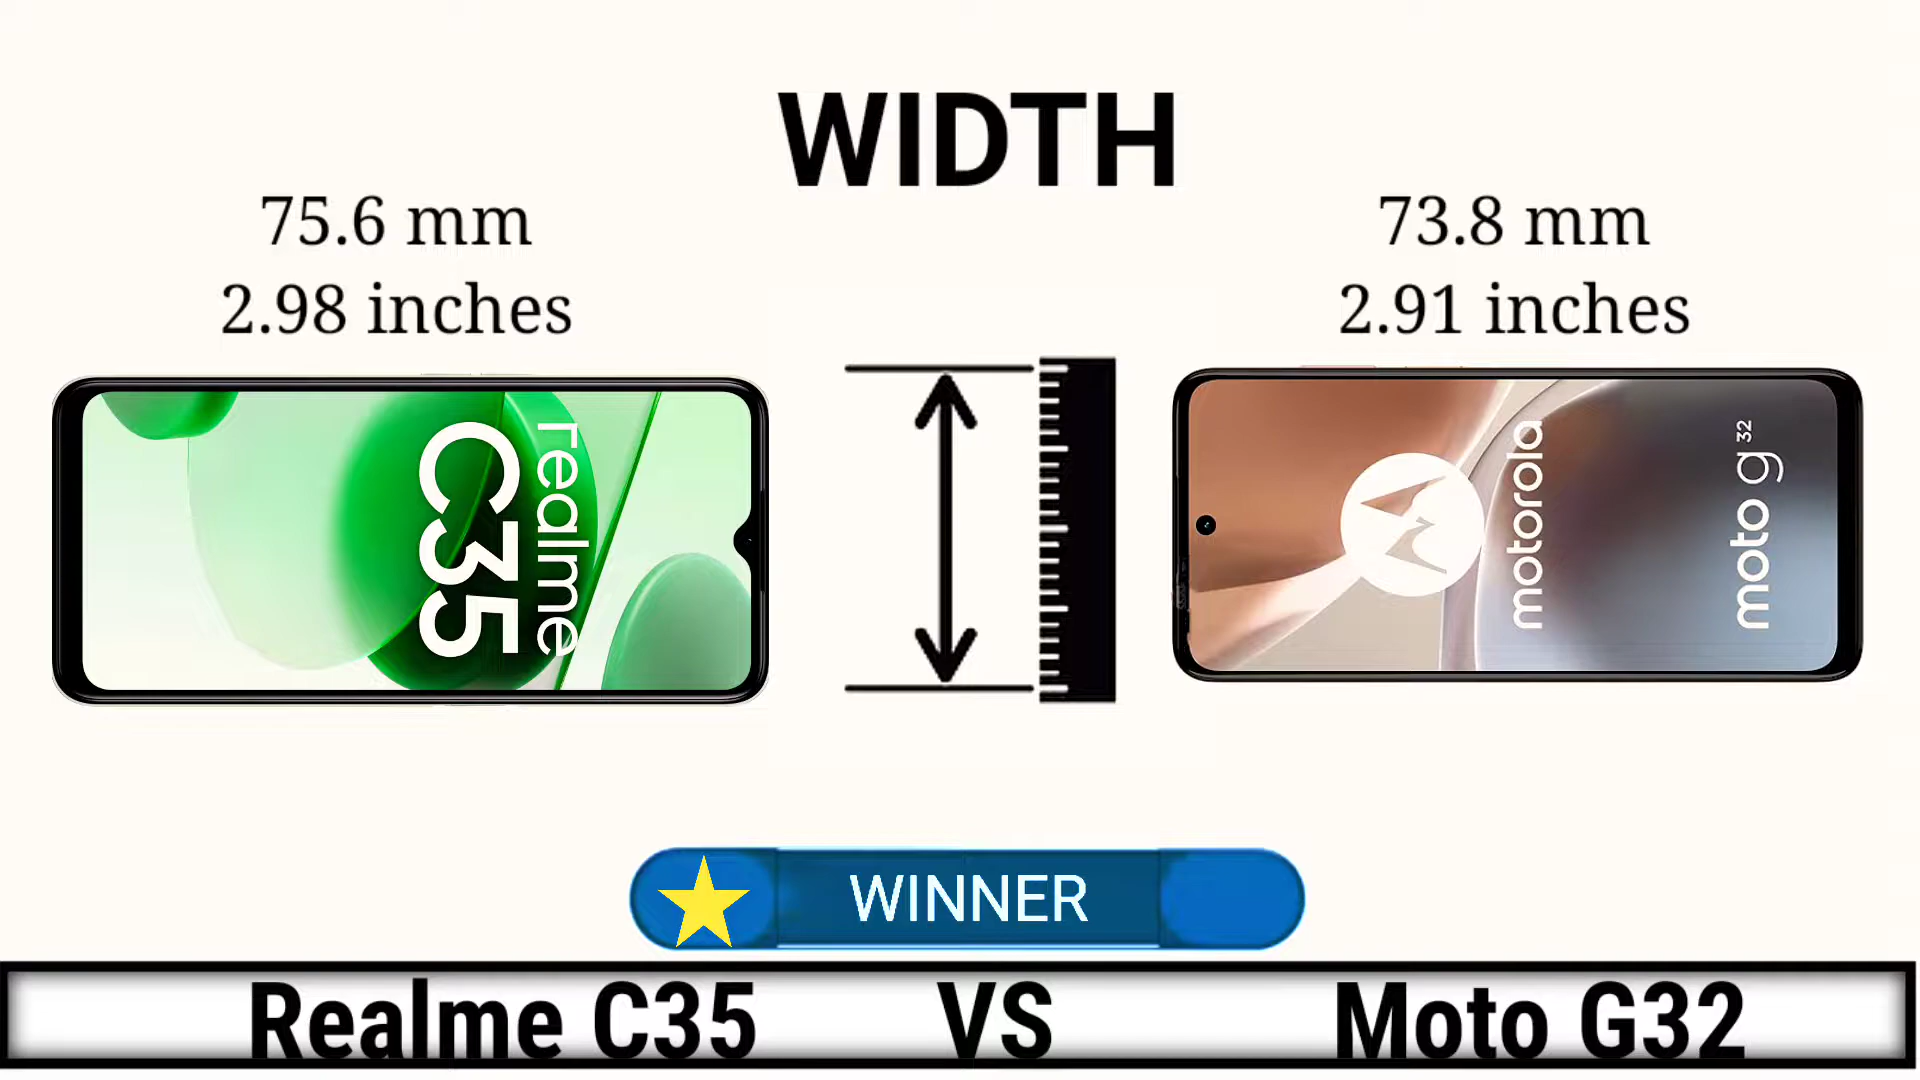 WIDTH
75.6 mm
2.98 inches
73.8 mm
2.91 inches
realme
C35
motorola
moto g 32
WINNER
Realme C35 VS Moto G32